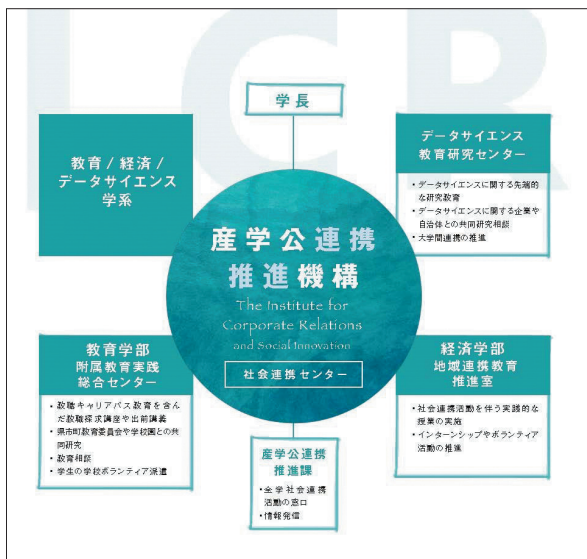 ICR
学長
教育 / 経済 /
データサイエンス
学系
データサイエンス
教育研究センター
・データサイエンスに関する先端的
な研究教育
・データサイエンスに関する企業や
自治体との共同研究相談
・大学間連携の推進
産学公連携
推進機構
The Institute for
Corporate Relations
and Social Innovation
社会連携センター
教育学部
附属教育実践
総合センター
・教職キャリアパス教育を含ん
だ教職探求講座や出前講義
・県市町教育委員会や学校園との共
同研究
・教育相談
・学生の学校ボランティア派遣
経済学部
地域連携教育
推進室
・社会連携活動を伴う実践的な
授業の実施
・インターンシップやボランティア
活動の推進
産学公連携
推進課
・全学社会連携
活動の窓口
・情報発信